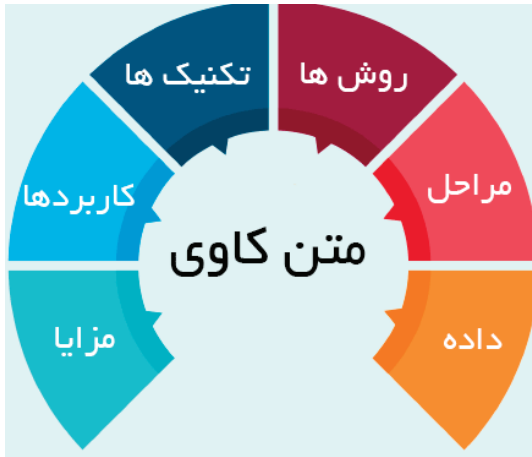 روش ها
تکنیک ها
مراحل
کاربردها
متن کاوی
داده
مزایا